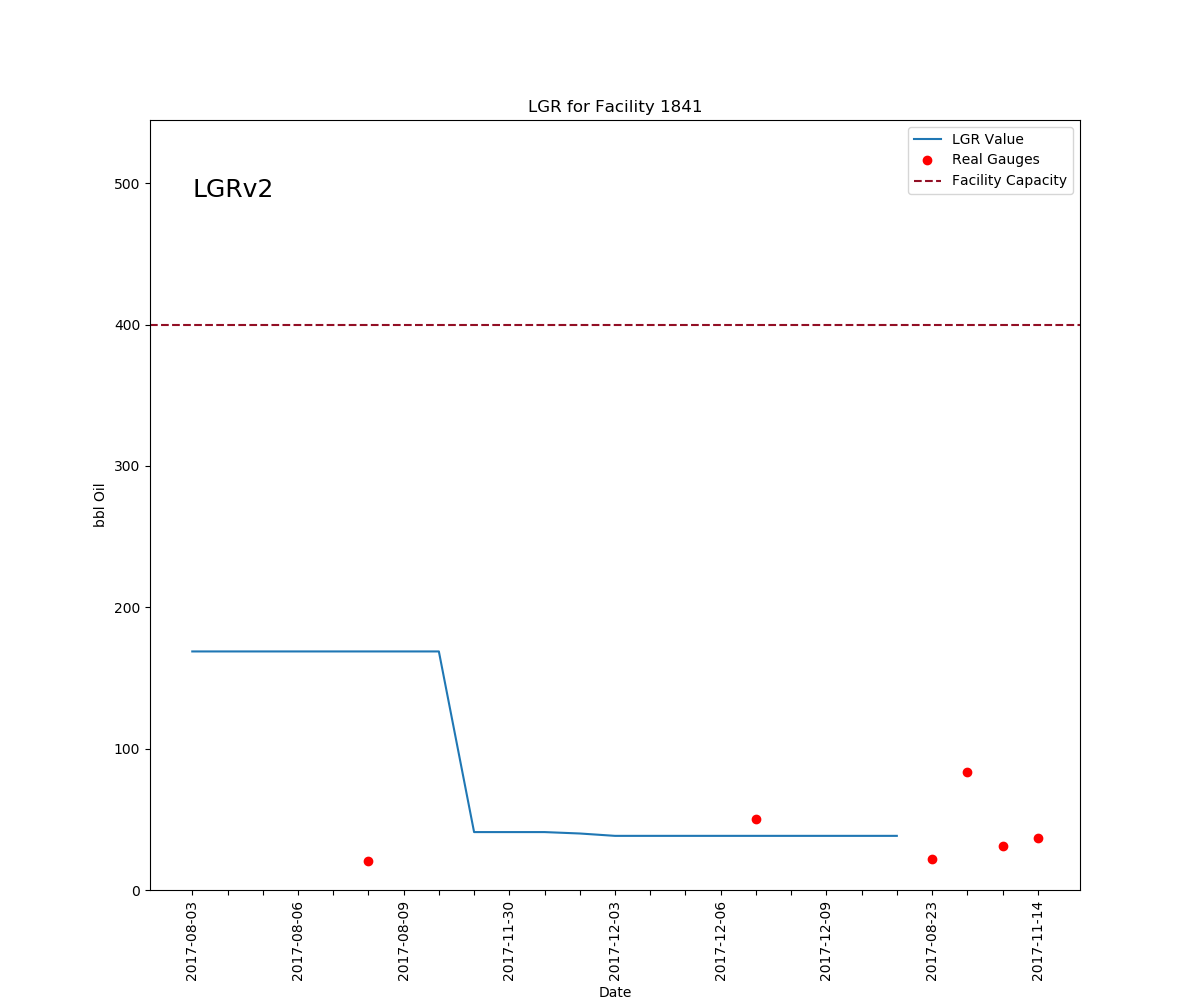 LGR for Facility 1841
LGR Value
Real Gauges
Facility Capacity
LGRv2
500
400
300
200
100
0
bbl Oil
2017-08-03
2017-08-06
2017-08-09
2017-11-30
2017-12-03
2017-12-06
2017-12-09
2017-08-23
2017-11-14
Date